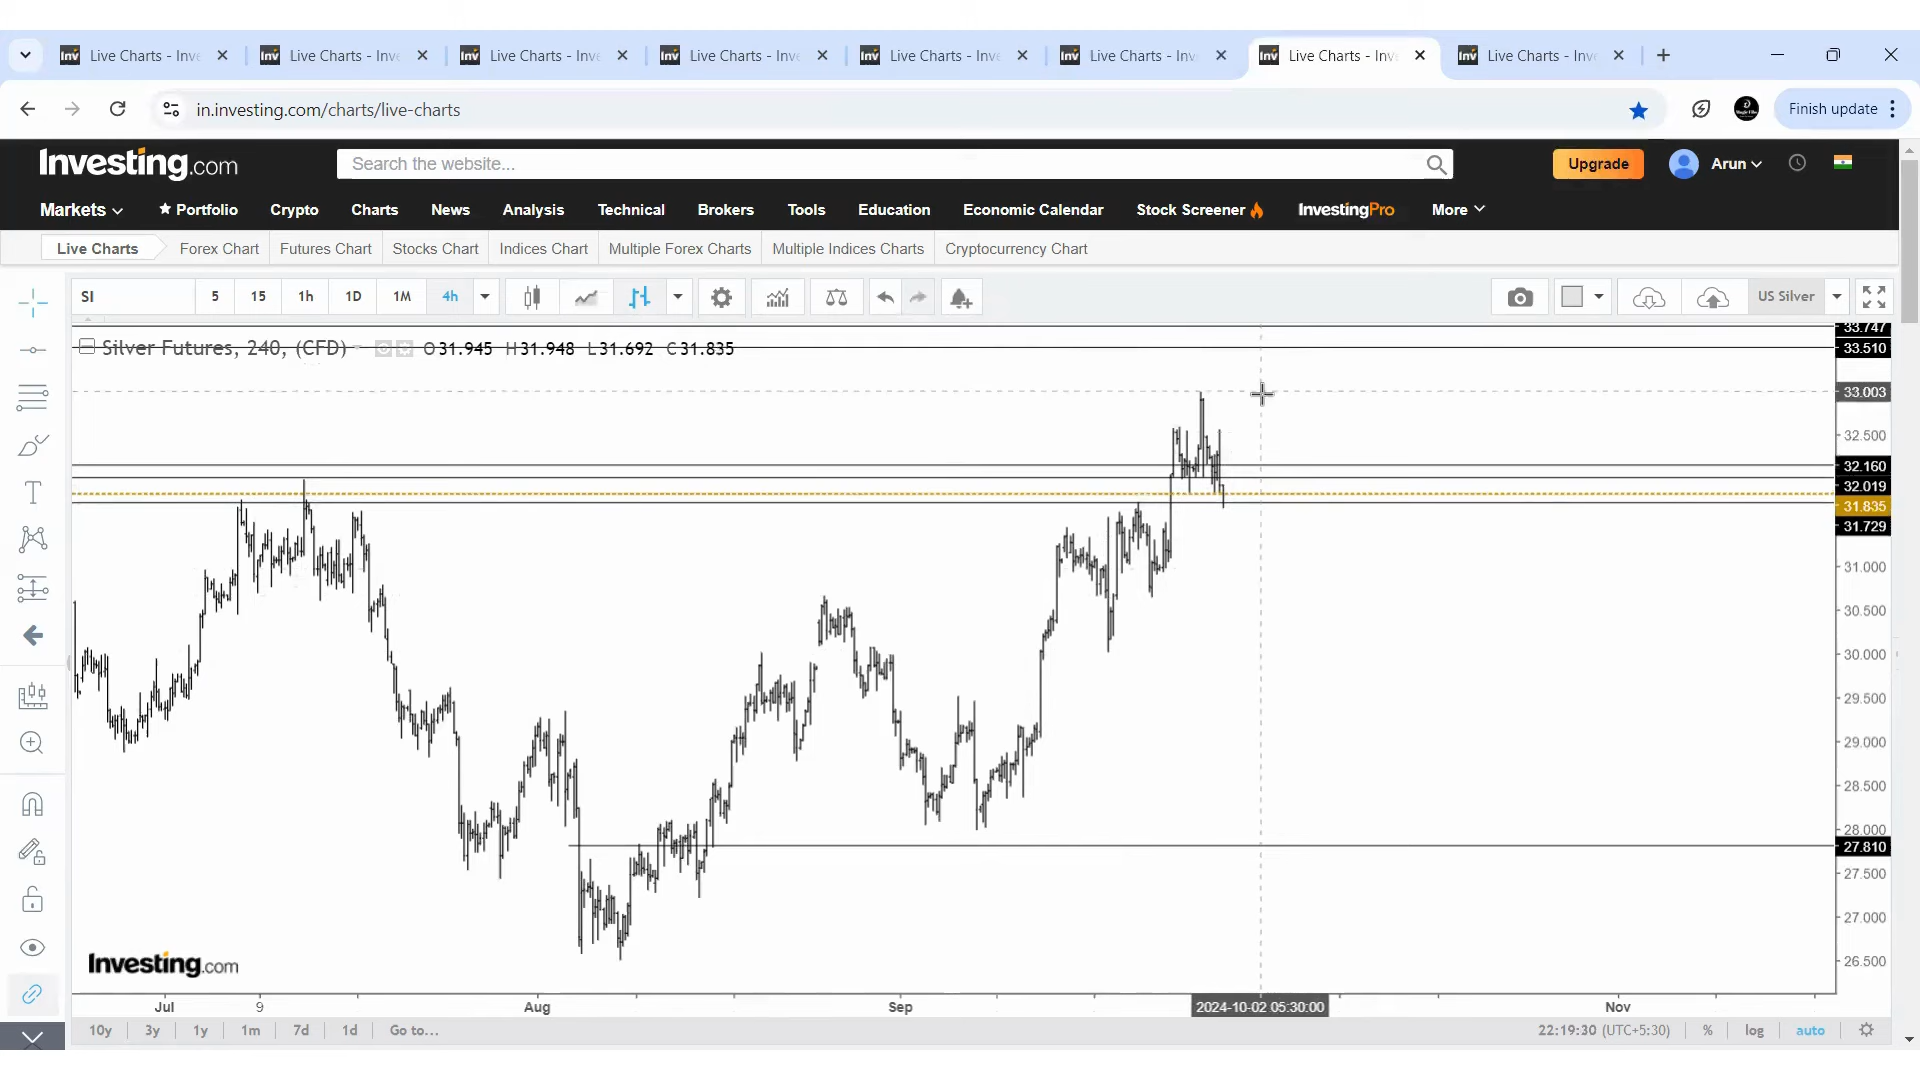 Live Charts - Inve
Live Charts - Inve
Live Charts - Inve
Live Charts - Inve
Live Charts - Inve
Live Charts - Inve
Live Charts - Inve
Live Charts - Inve
in.investing.com/charts/live-charts
Finish update
Investing.com
Search the website...
Upgrade
Arun
Markets
Portfolio
Crypto
Charts
News
Analysis
Technical
Brokers
Tools
Education
Economic Calendar
Stock Screener
InvestingPro
More
Live Charts
Forex Chart
Futures Chart
Stocks Chart
Indices Chart
Multiple Forex Charts
Multiple Indices Charts
Cryptocurrency Chart
SI
5
15
1h
1D
1M
4h
US Silver
Silver Futures, 240, (CFD)
O31.945 H31.948 L31.692 C31.835
33.747
33.510
33.003
32.500
32.160
32.019
31.835
31.729
31.000
30.500
30.000
29.500
29.000
28.500
28.000
27.810
27.500
27.000
26.500
Investing.com
Jul
9
Aug
Sep
2024-10-02 05:30:00
Nov
10y
3y
1y
1m
7d
1d
Go to...
22:19:30 (UTC+5:30)
%
log
auto